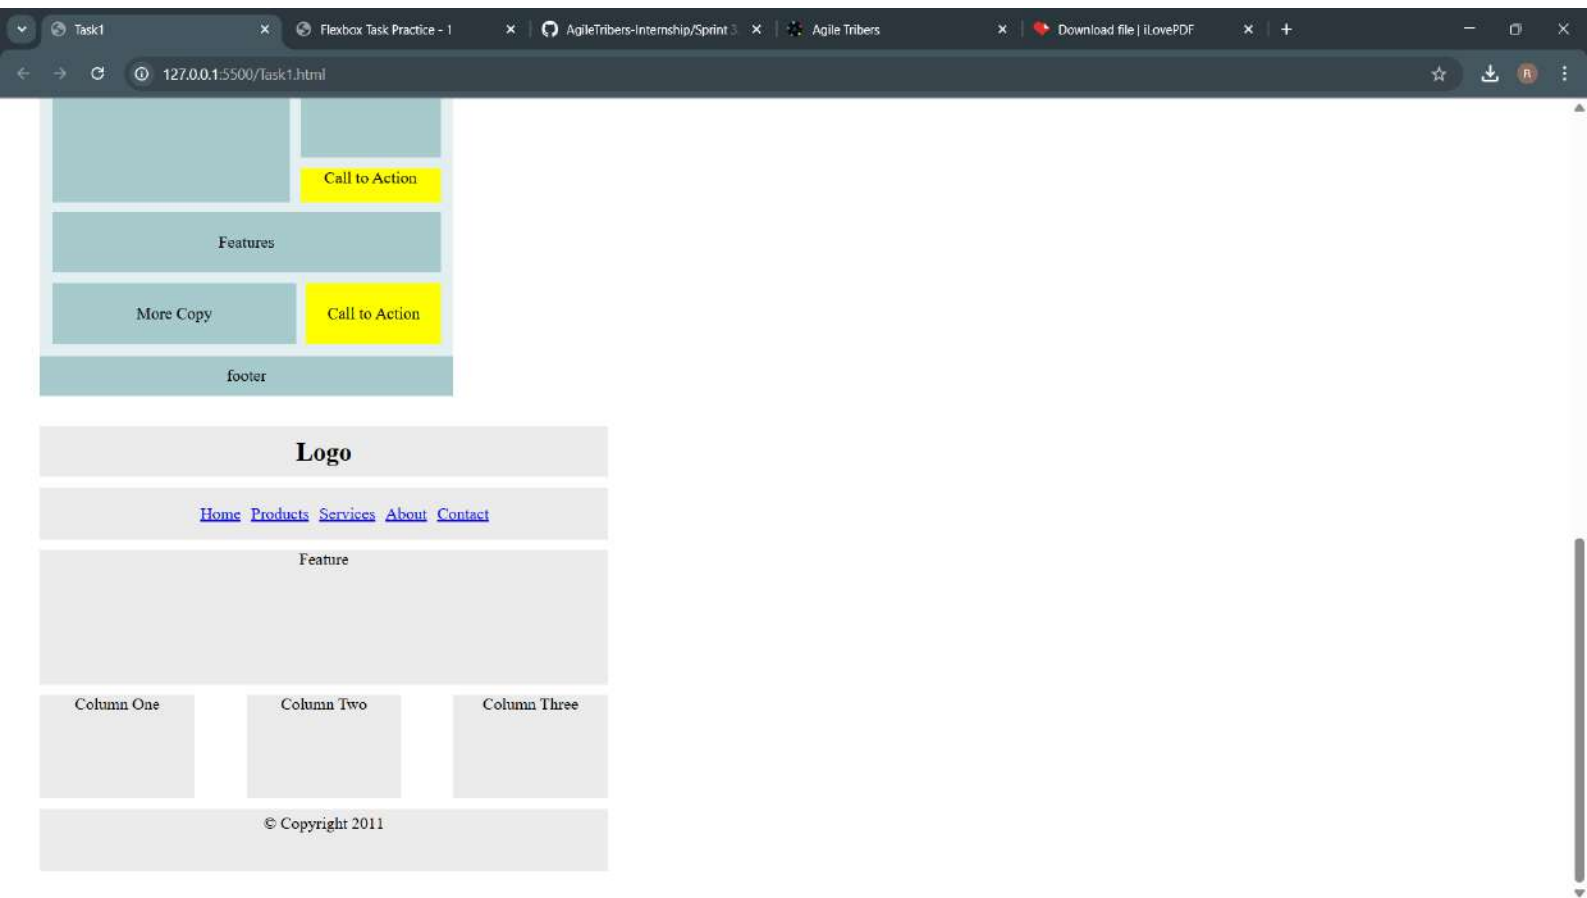 Task1
Flexbox Task Practice - 1
AgileTribers-Internship/Sprint 3
Agile Tribers
Download file | iLovePDF
127.0.0.1:5500/Task1.html
R
Call to Action
Features
More Copy
Call to Action
footer
Logo
Home Products Services About Contact
Feature
Column One Column Two Column Three
© Copyright 2011